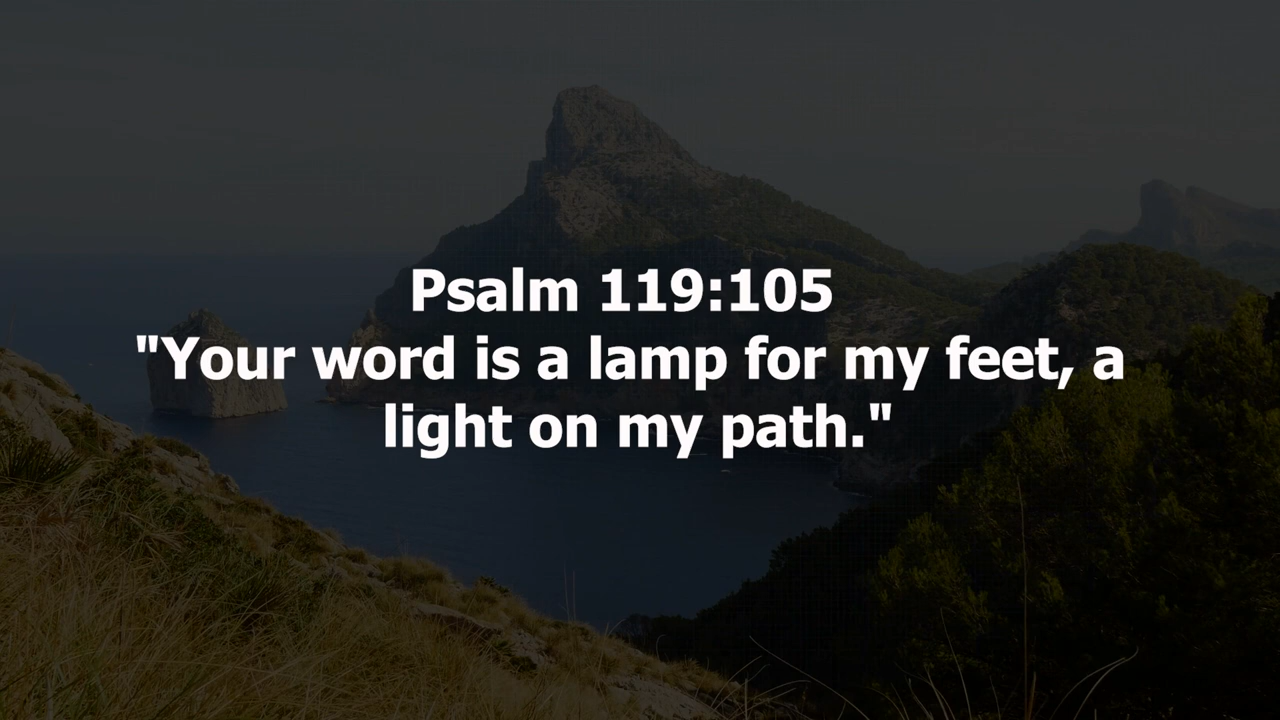 Psalm 119:105
"Your word is a lamp for my feet, a
light on my path."